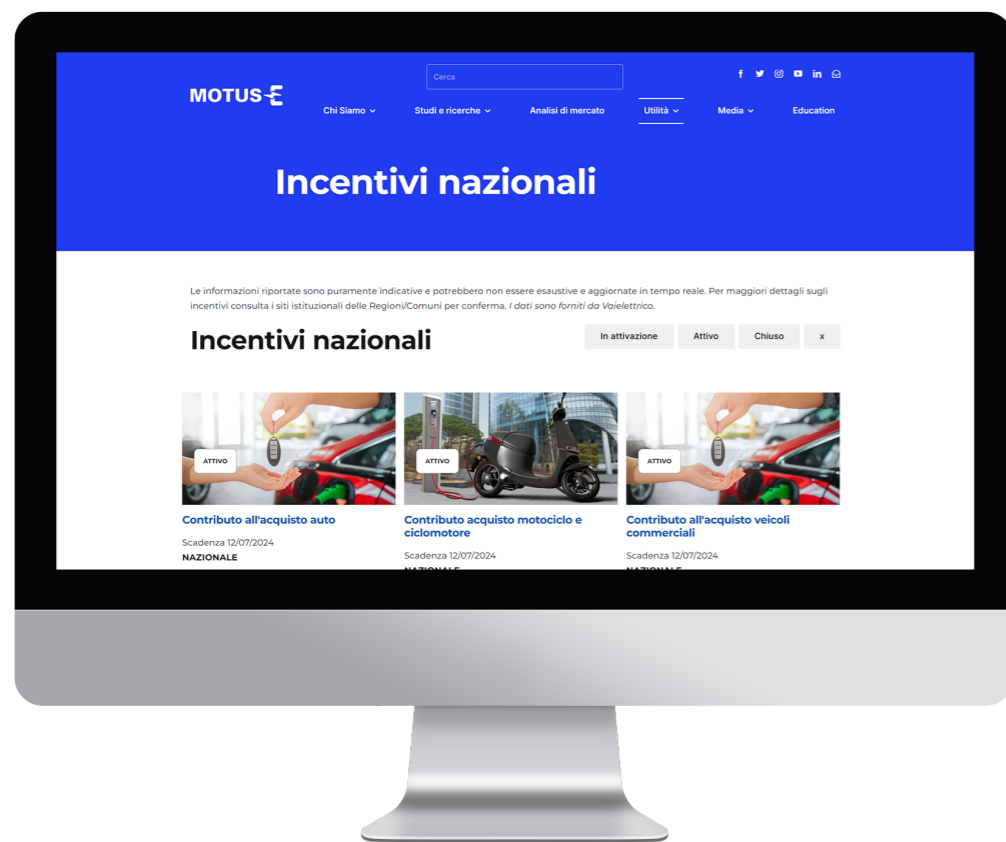 Cerca
MOTUS-E
Chi Siamo Studi e ricerche Analisi di mercato Utilità Media Education
Incentivi nazionali
Le informazioni riportate sono puramente indicative e potrebbero non essere esaustive e aggiornate in tempo reale. Per maggiori dettagli sugli
incentivi consulta i siti istituzionali delle Regioni/Comuni per conferma. I dati sono forniti da Vaielettrico.
Incentivi nazionali
In attivazione Attivo Chiuso x
ATTIVO ATTIVO ATTIVO
Contributo all'acquisto auto
Scadenza 12/07/2024
NAZIONALE
Contributo acquisto motociclo e
ciclomotore
Scadenza 12/07/2024
NAZIONALE
Contributo all'acquisto veicoli
commerciali
Scadenza 12/07/2024
NAZIONALE